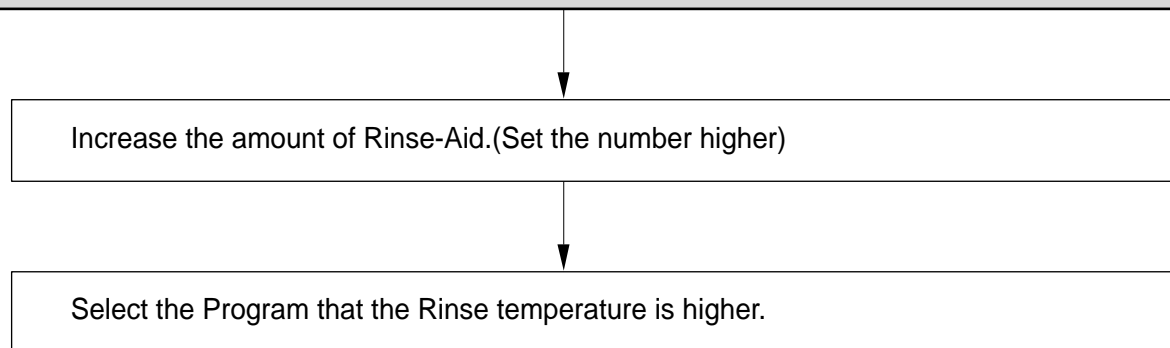 Increase the amount of Rinse-Aid.(Set the number higher)
Select the Program that the Rinse temperature is higher.